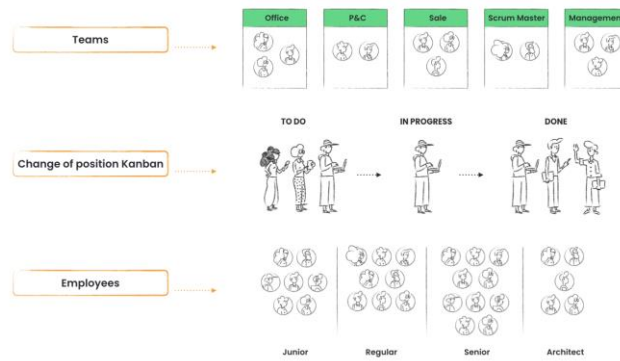 Teams
Office
P&C
Sale
Scrum Master
Management
Change of position Kanban
TO DO
IN PROGRESS
DONE
Employees
Junior
Regular
Senior
Architect